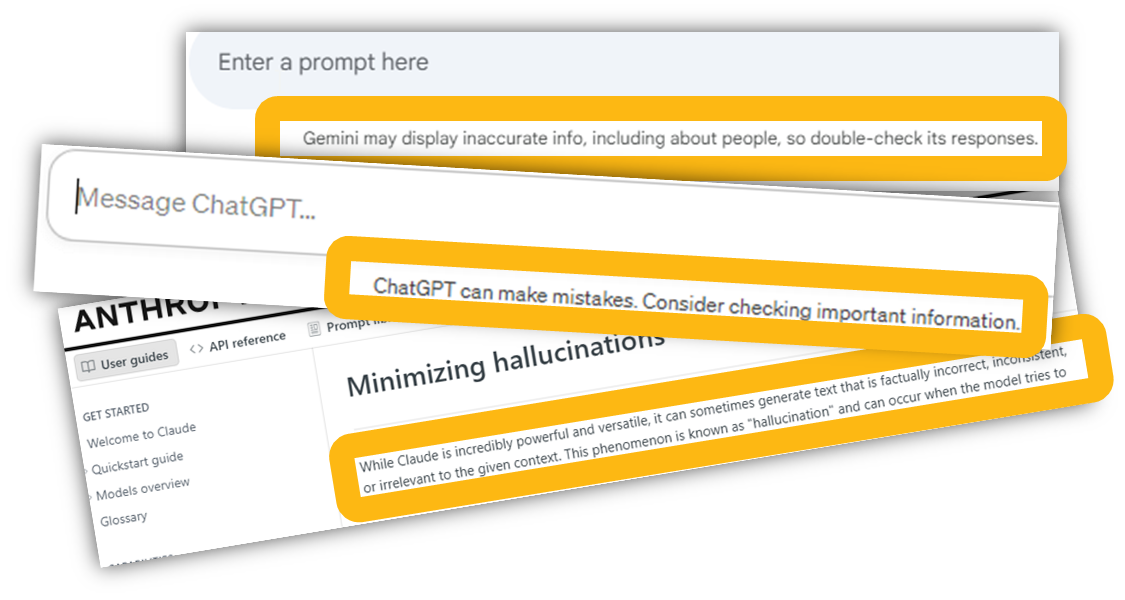 Enter a prompt here
Gemini may display inaccurate info, including about people, so double-check its responses.
Message ChatGPT...
ChatGPT can make mistakes. Consider checking important information.
User guides
API reference
Prompt
GET STARTED
Welcome to Claude
Quickstart guide
Models overview
Glossary
Minimizing hallucinations
While Claude is incredibly powerful and versatile, it can sometimes generate text that is factually incorrect, inconsistent,
or irrelevant to the given context. This phenomenon is known as "hallucination" and can occur when the model tries to